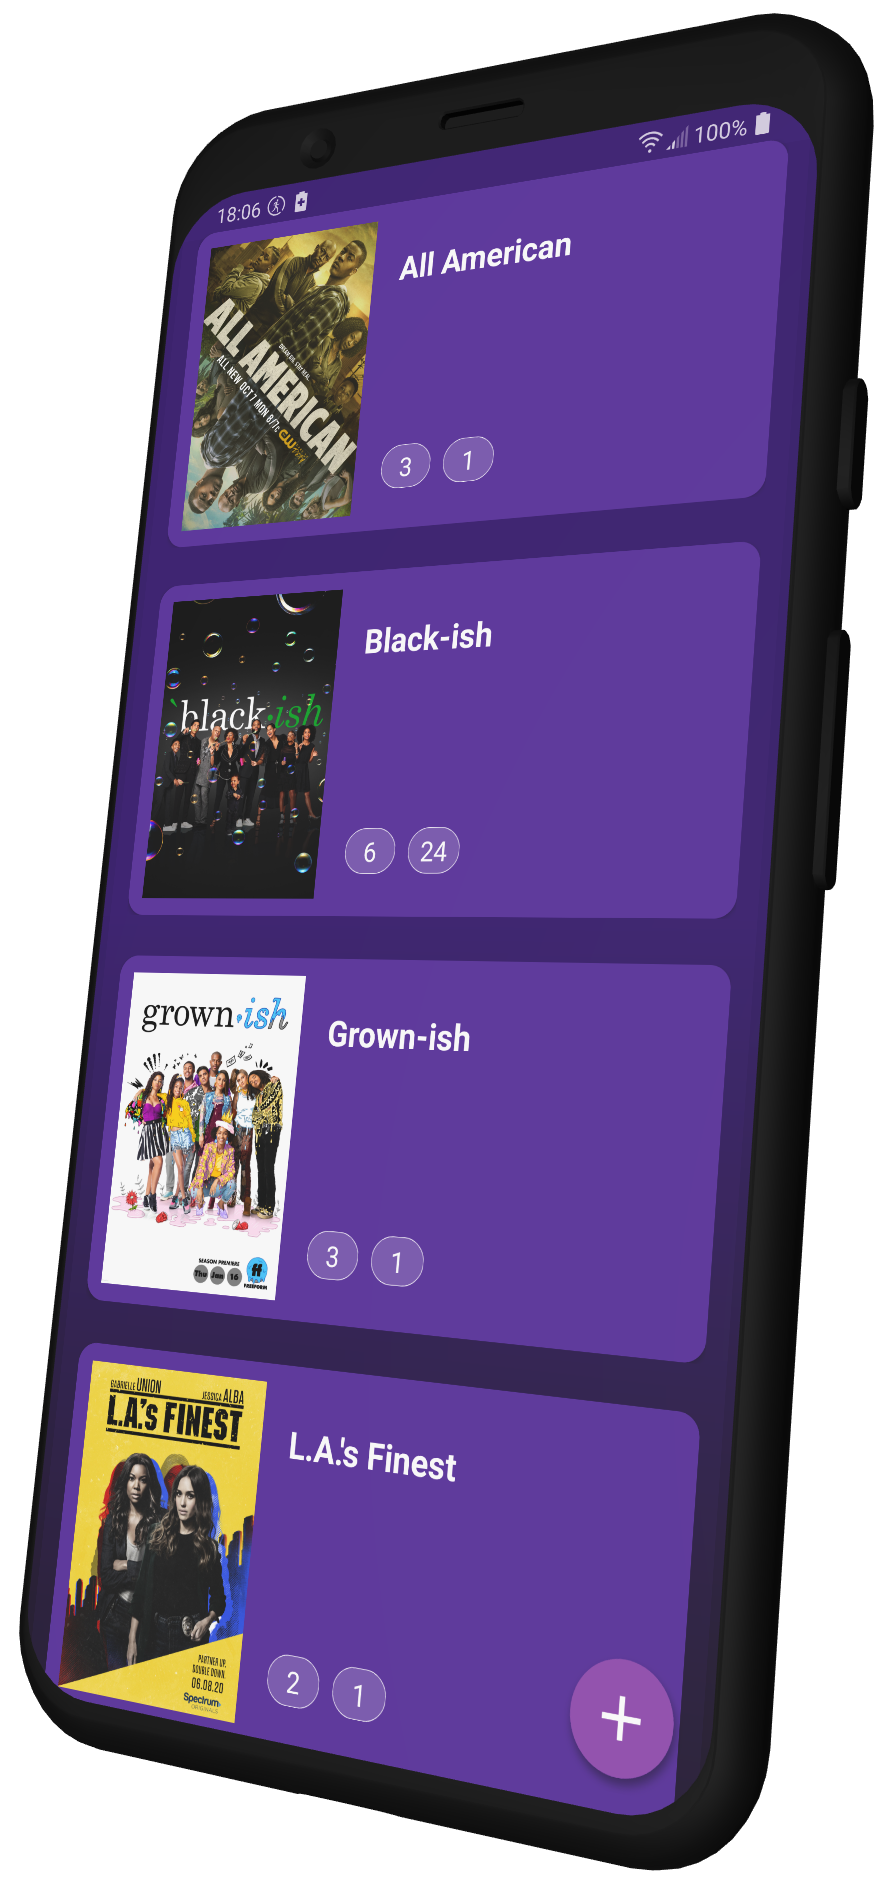 18:06
100%
All American
ALL AMERICAN
ALL NEW OCT 7 MON 8/7c
CW
3 1
Black-ish
`black·ish
6 24
Grown-ish
grown·ish
SEASON PREMIERE
Thu Jan 16
ff
FREEFORM
3 1
L.A.'s Finest
GABRIELLE UNION
JESSICA ALBA
L.A.'s FINEST
PARTNER UP.
DOUBLE DOWN.
06.08.20
Spectrum
ORIGINALS
2 1
+